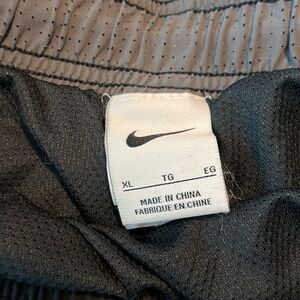 XL TG EG
MADE IN CHINA
FABRIQUE EN CHINE